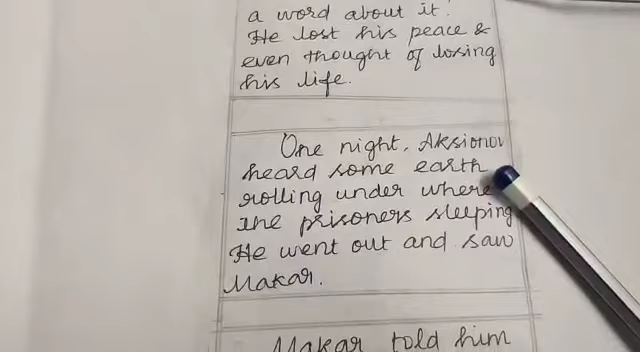 a word about it.
He lost his peace &
even thought of losing
his life.
One night, Aksionov
heard some earth
rolling under where
the prisoners sleeping
He went out and saw
Makar.
Makar told him